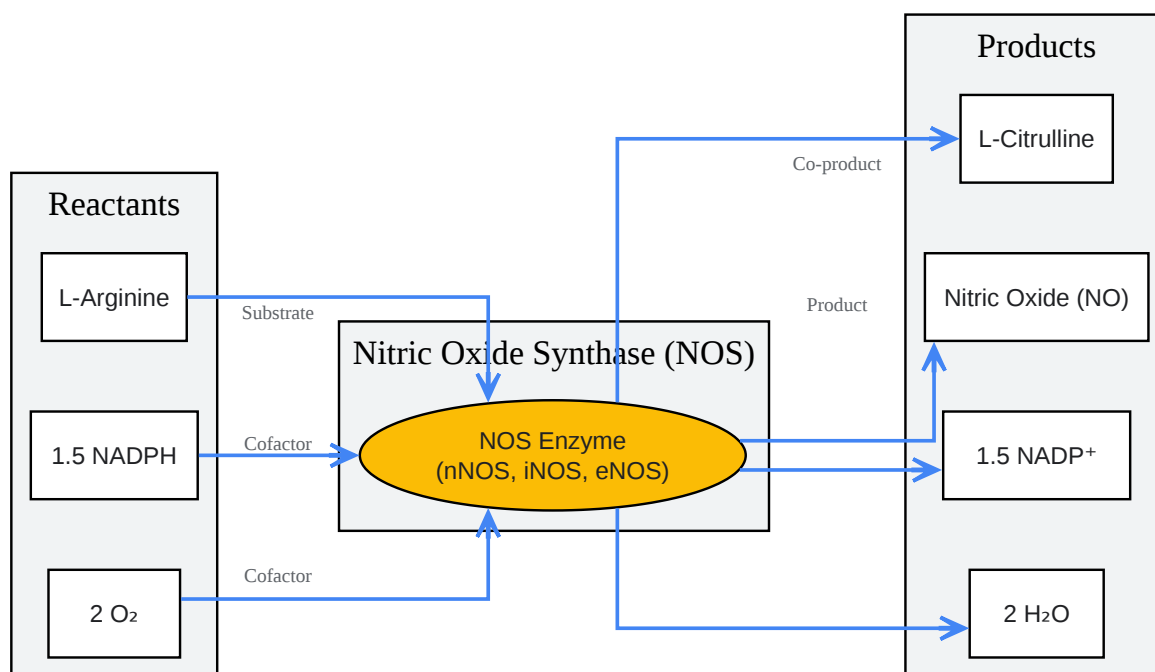 Reactants
L-Arginine
1.5 NADPH
2 O₂
Substrate
Cofactor
Cofactor
Nitric Oxide Synthase (NOS)
NOS Enzyme
(nNOS, iNOS, eNOS)
Co-product
Product
Products
L-Citrulline
Nitric Oxide (NO)
1.5 NADP⁺
2 H₂O